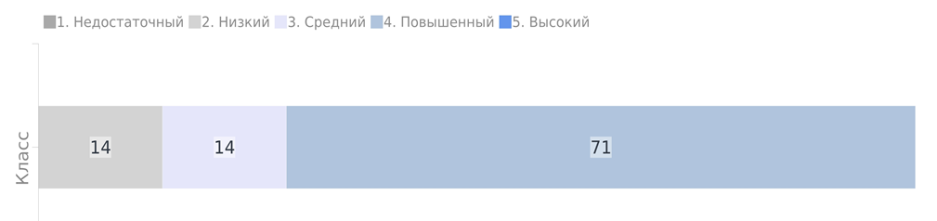 1. Недостаточный 2. Низкий 3. Средний 4. Повышенный 5. Высокий
Класс
14 14 71